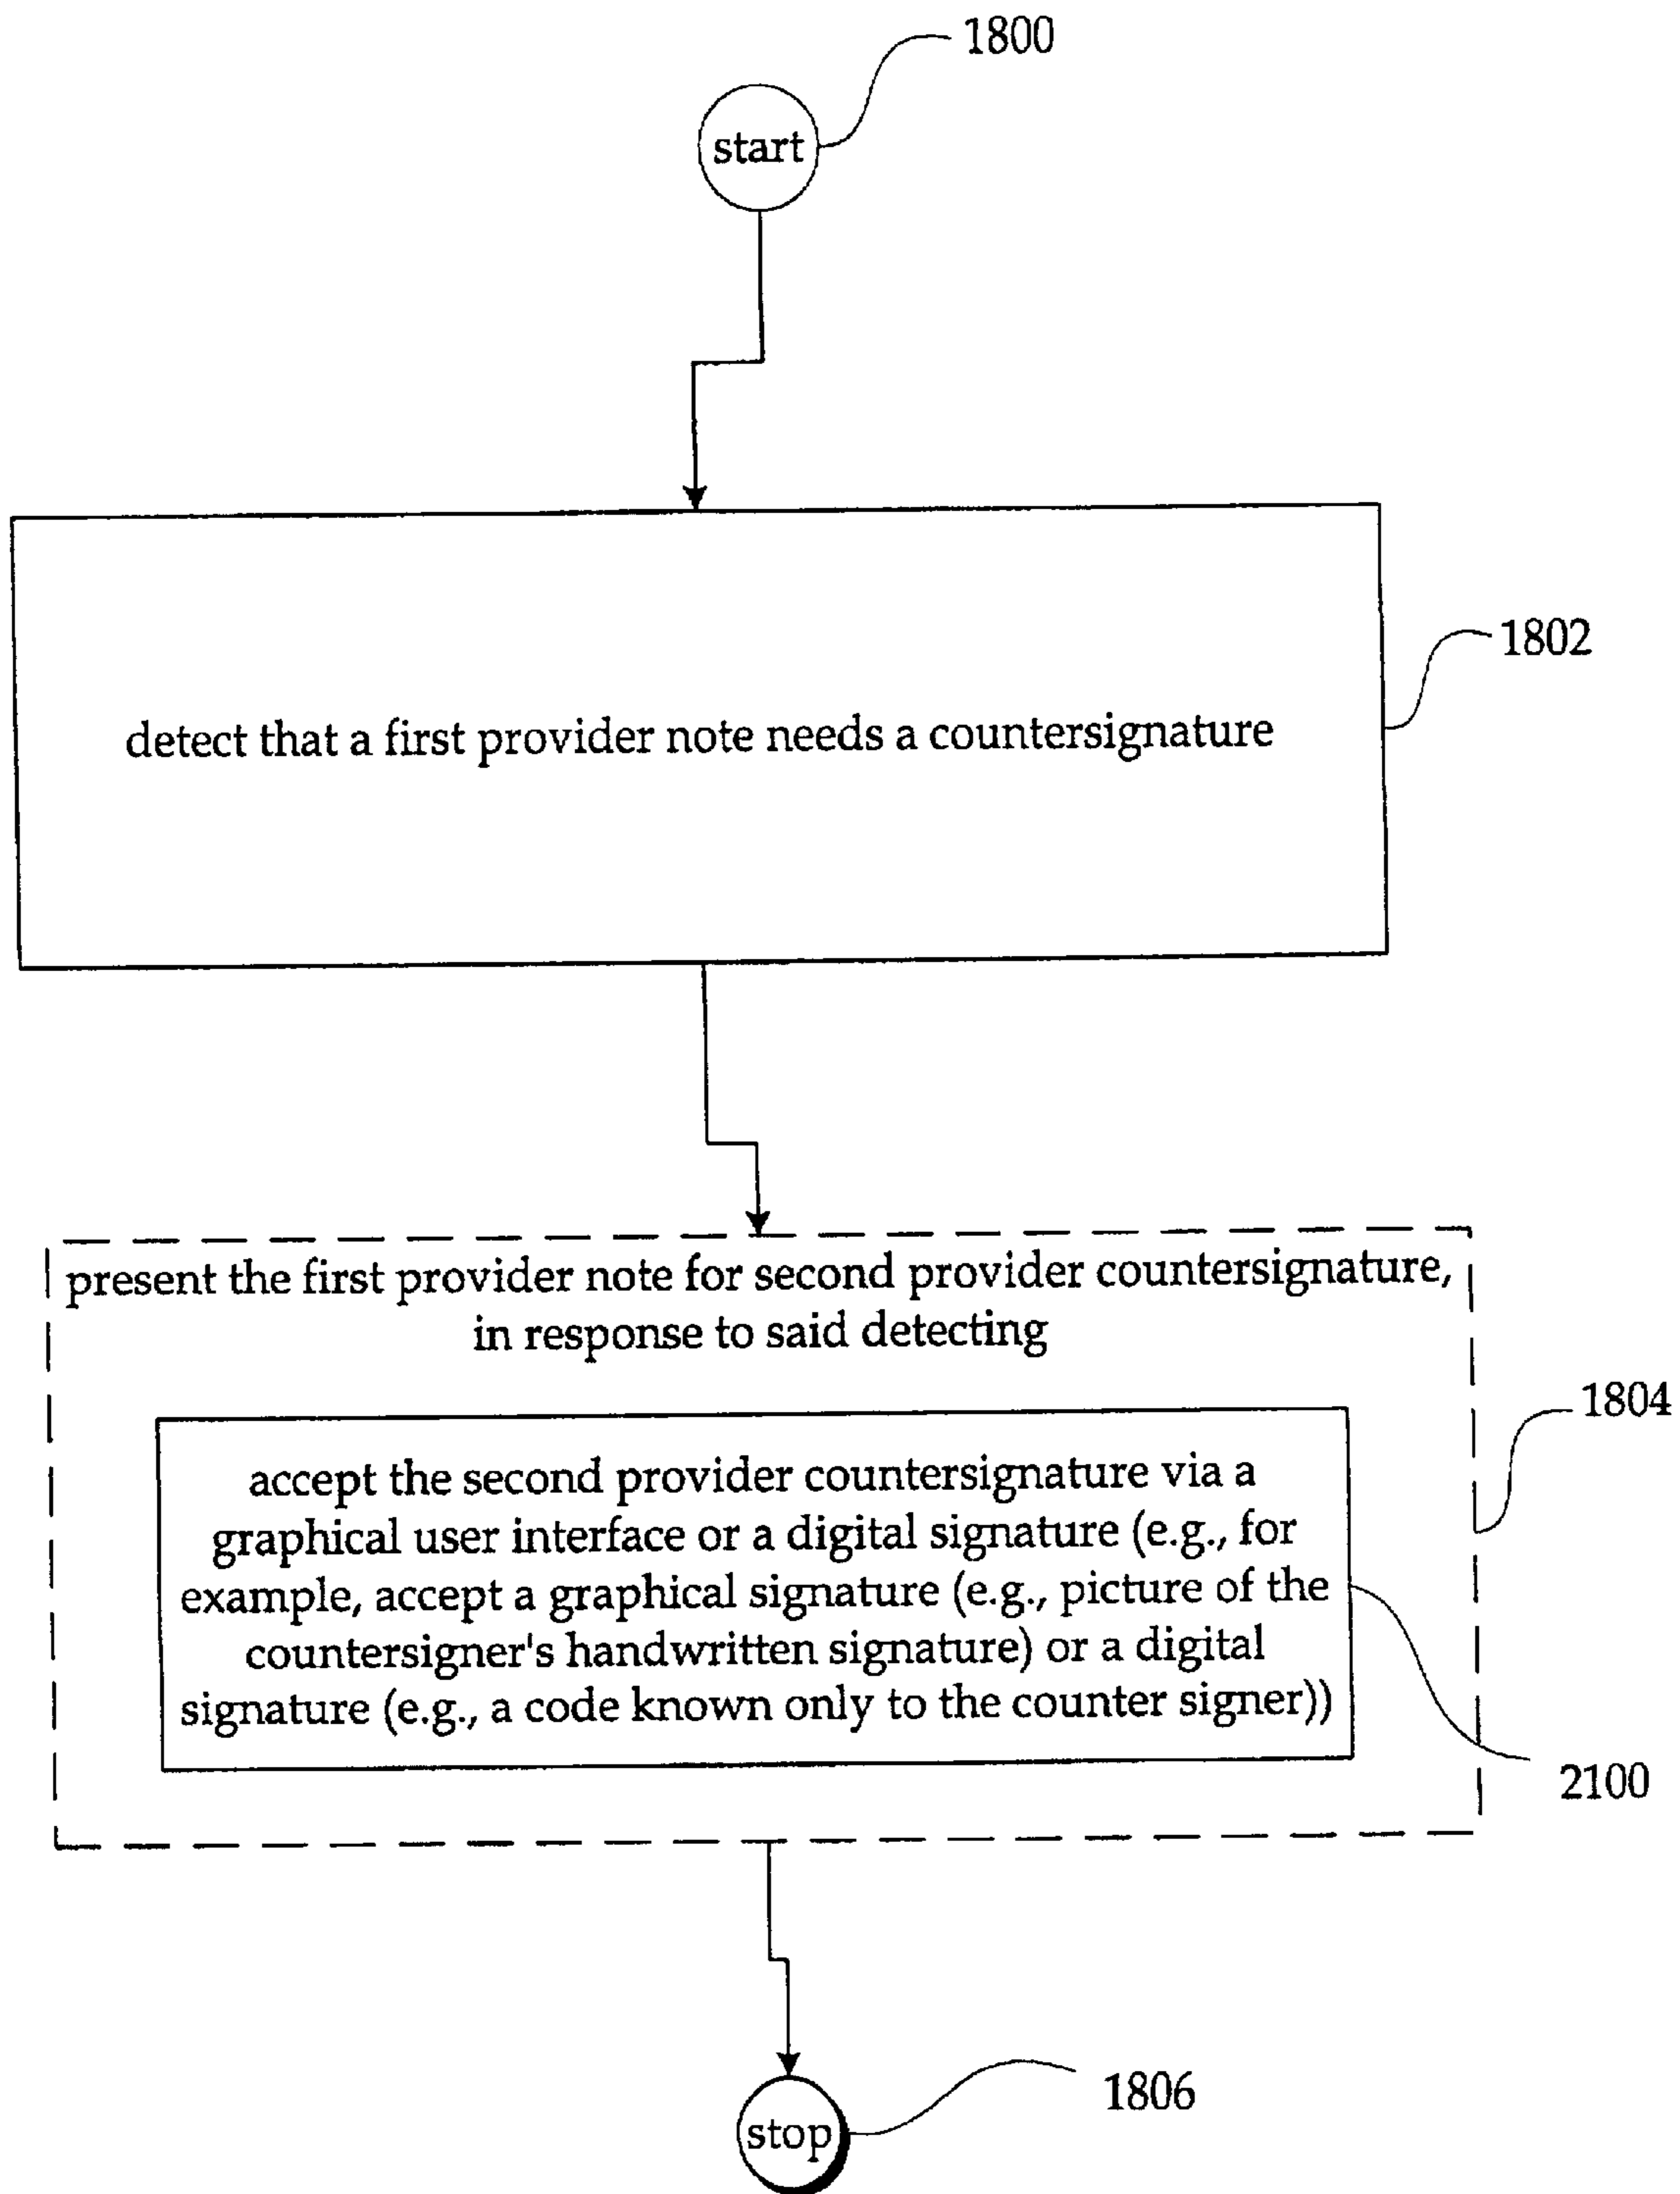 1800
start
1802
detect that a first provider note needs a countersignature
present the first provider note for second provider countersignature,
in response to said detecting
1804
accept the second provider countersignature via a
graphical user interface or a digital signature (e.g., for
example, accept a graphical signature (e.g., picture of the
countersigner's handwritten signature) or a digital
signature (e.g., a code known only to the counter signer))
2100
1806
stop